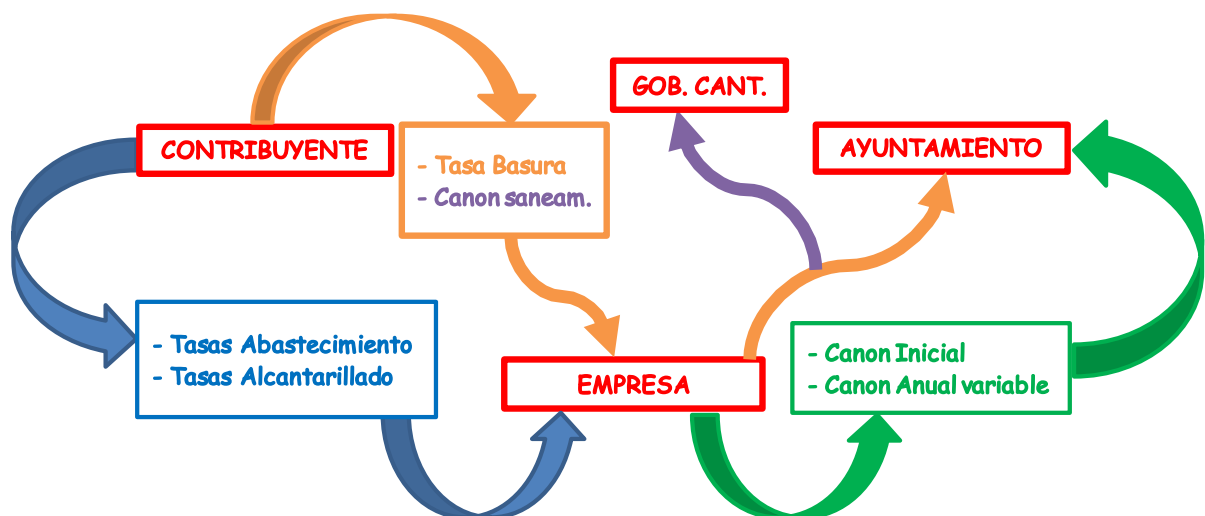 GOB. CANT.
CONTRIBUYENTE
AYUNTAMIENTO
- Tasa Basura
- Canon saneam.
- Tasas Abastecimiento
- Tasas Alcantarillado
EMPRESA
- Canon Inicial
- Canon Anual variable